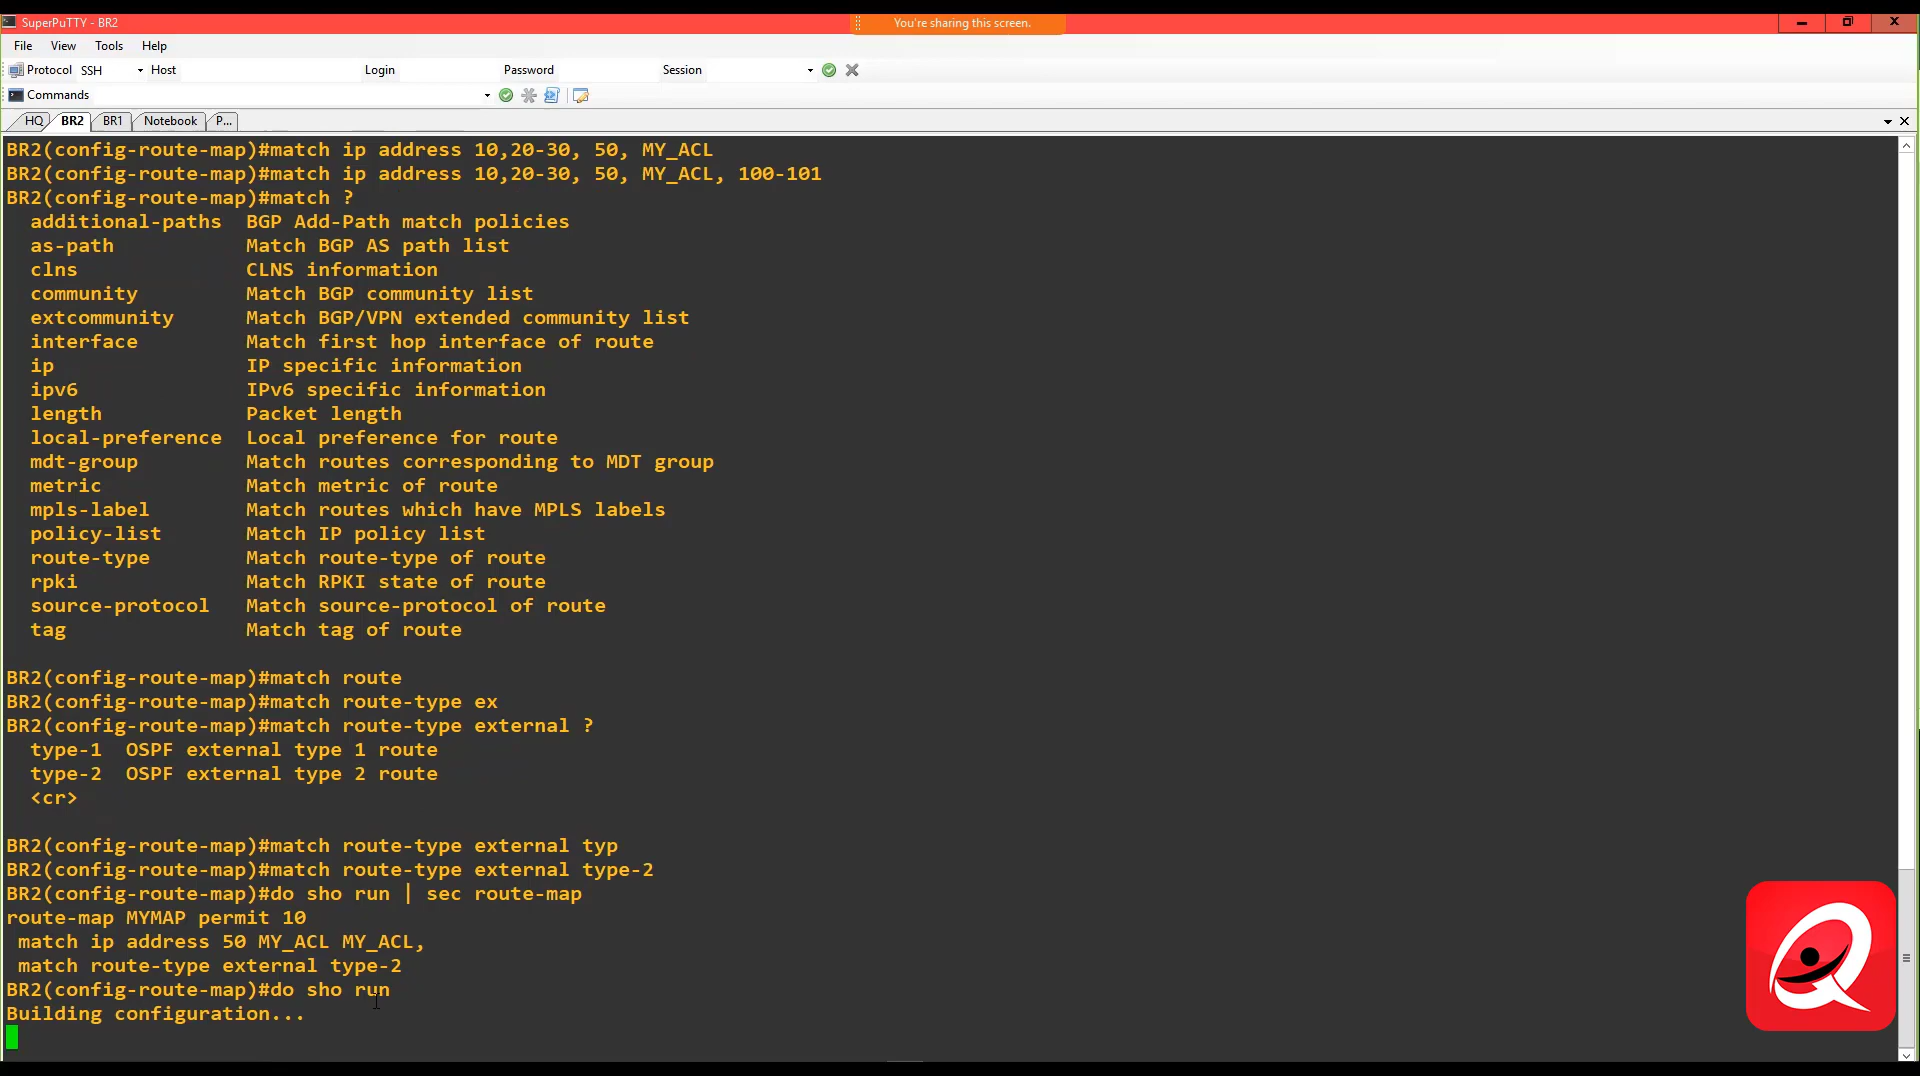 SuperPuTTY - BR2
You're sharing this screen.
File View Tools Help
Protocol SSH Host Login Password Session
Commands
HQ BR2 BR1 Notebook P...
BR2(config-route-map)#match ip address 10,20-30, 50, MY_ACL
BR2(config-route-map)#match ip address 10,20-30, 50, MY_ACL, 100-101
BR2(config-route-map)#match ?
additional-paths BGP Add-Path match policies
as-path Match BGP AS path list
clns CLNS information
community Match BGP community list
extcommunity Match BGP/VPN extended community list
interface Match first hop interface of route
ip IP specific information
ipv6 IPv6 specific information
length Packet length
local-preference Local preference for route
mdt-group Match routes corresponding to MDT group
metric Match metric of route
mpls-label Match routes which have MPLS labels
policy-list Match IP policy list
route-type Match route-type of route
rpki Match RPKI state of route
source-protocol Match source-protocol of route
tag Match tag of route
BR2(config-route-map)#match route
BR2(config-route-map)#match route-type ex
BR2(config-route-map)#match route-type external ?
type-1 OSPF external type 1 route
type-2 OSPF external type 2 route
<cr>
BR2(config-route-map)#match route-type external typ
BR2(config-route-map)#match route-type external type-2
BR2(config-route-map)#do sho run | sec route-map
route-map MYMAP permit 10
match ip address 50 MY_ACL MY_ACL,
match route-type external type-2
BR2(config-route-map)#do sho run
Building configuration...